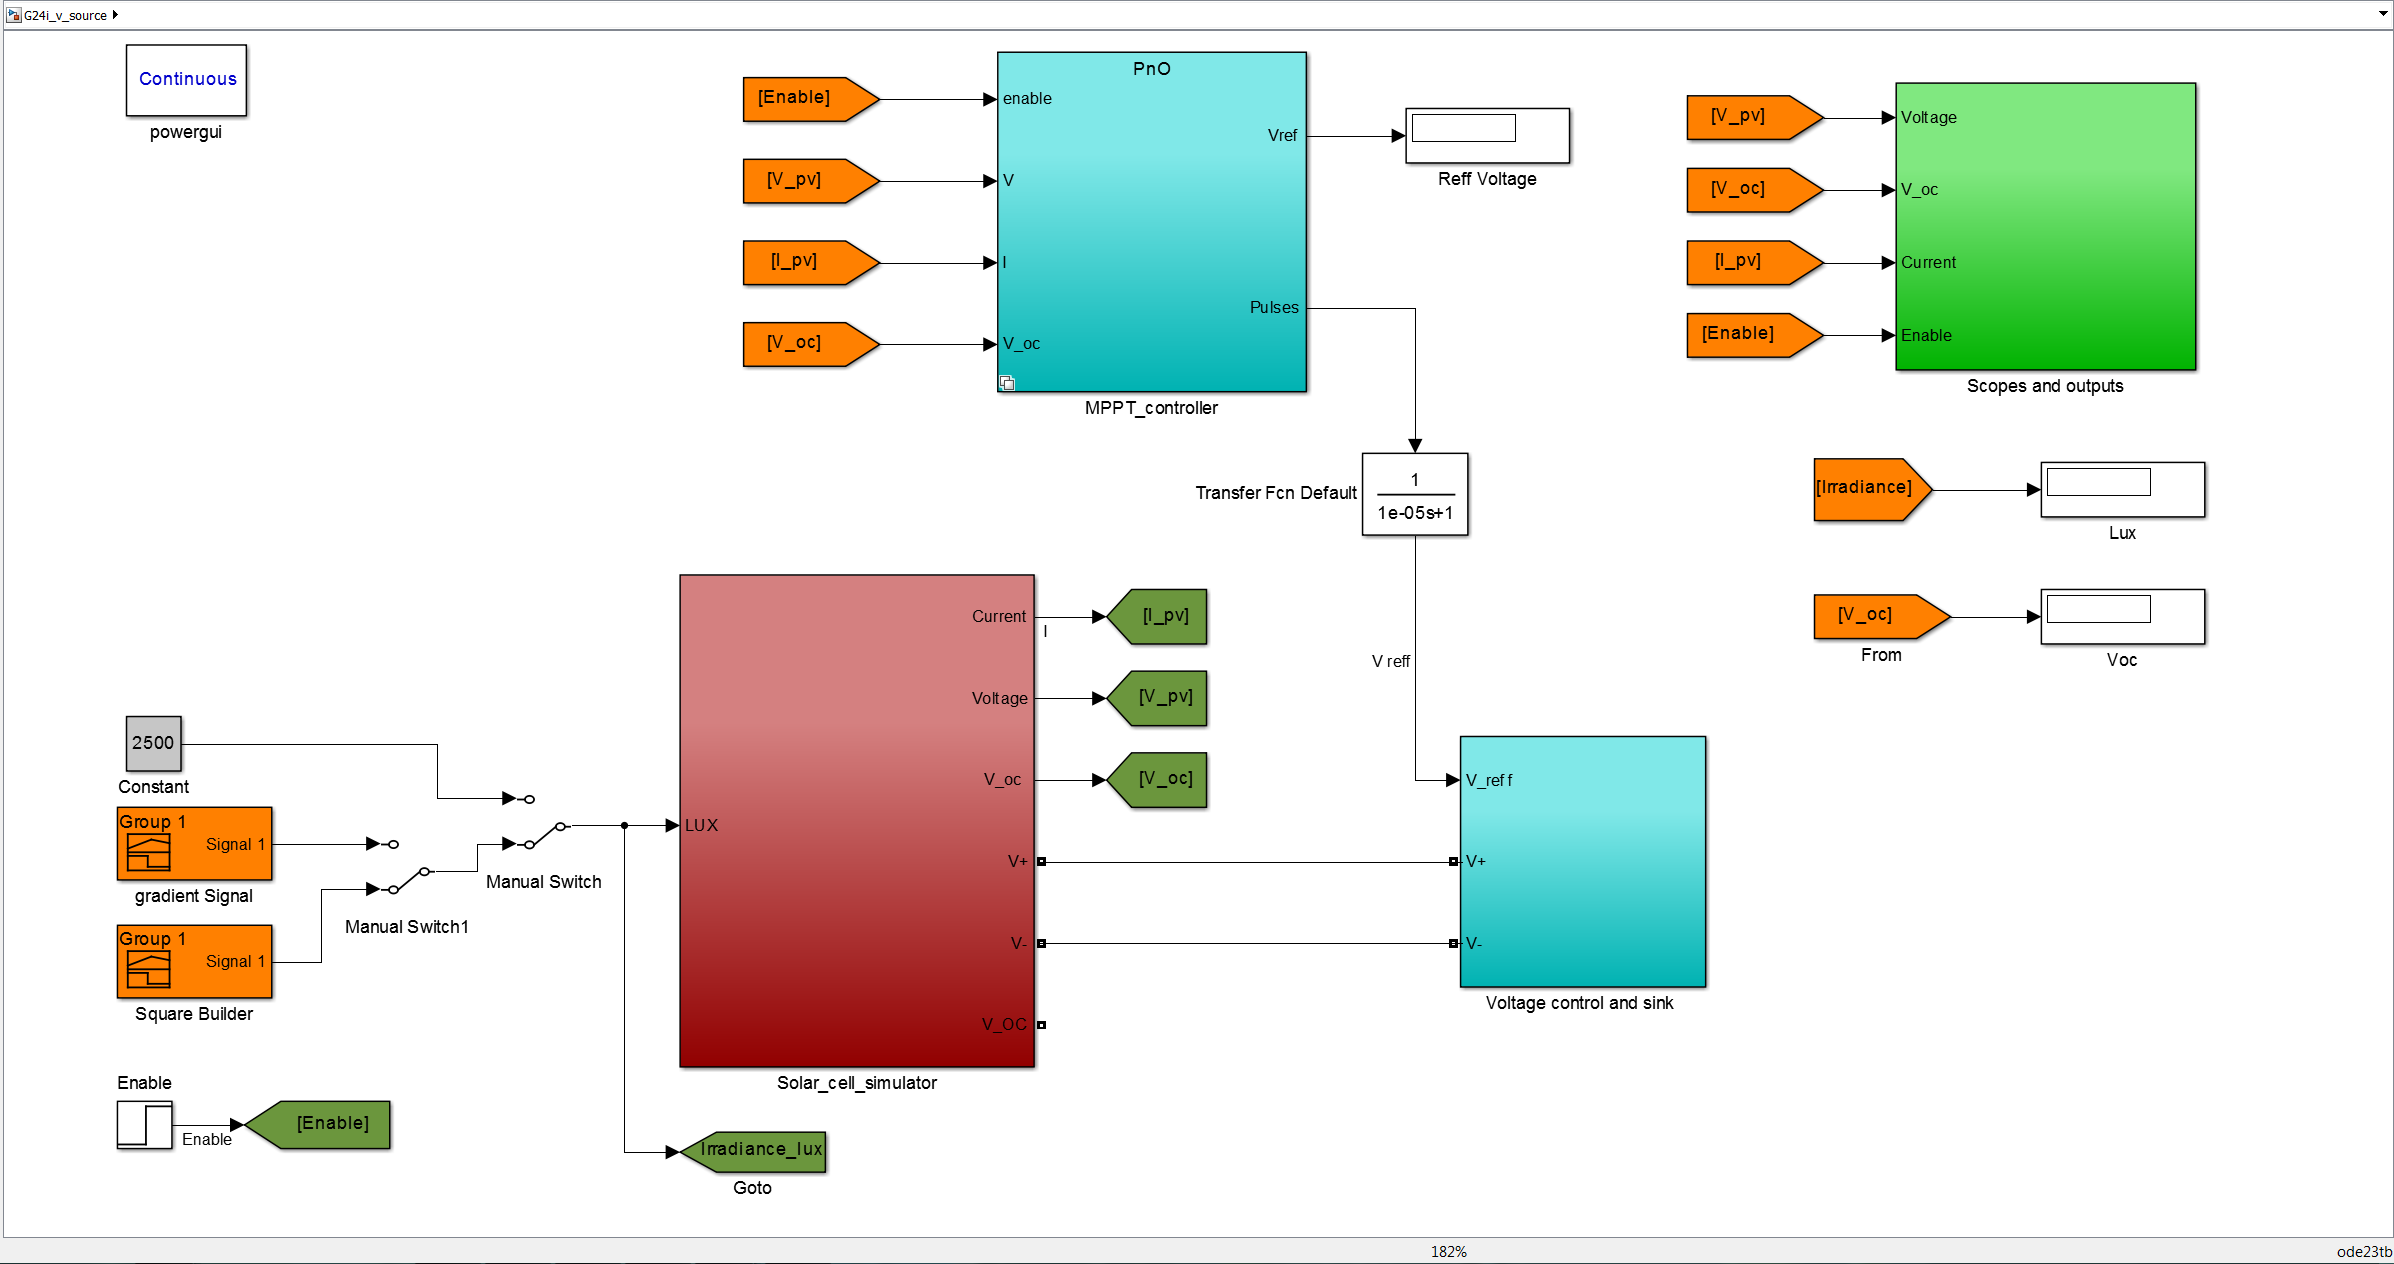 G24i_v_source
Continuous
powergui
[Enable]
[V_pv]
[I_pv]
[V_oc]
PnO
enable
V
I
V_oc
Vref
Pulses
MPPT_controller
Reff Voltage
[V_pv]
[V_oc]
[I_pv]
[Enable]
Voltage
V_oc
Current
Enable
Scopes and outputs
Transfer Fcn Default
1
1e-05s+1
[Irradiance]
Lux
[V_oc]
From
Voc
V reff
Current
I
[I_pv]
Voltage
[V_pv]
V_oc
[V_oc]
LUX
V+
V-
V_OC
Solar_cell_simulator
V_reff
V+
V-
Voltage control and sink
2500
Constant
Group 1
Signal 1
gradient Signal
Group 1
Signal 1
Square Builder
Manual Switch
Manual Switch1
Enable
Enable
[Enable]
Irradiance_lux
Goto
182%
ode23tb